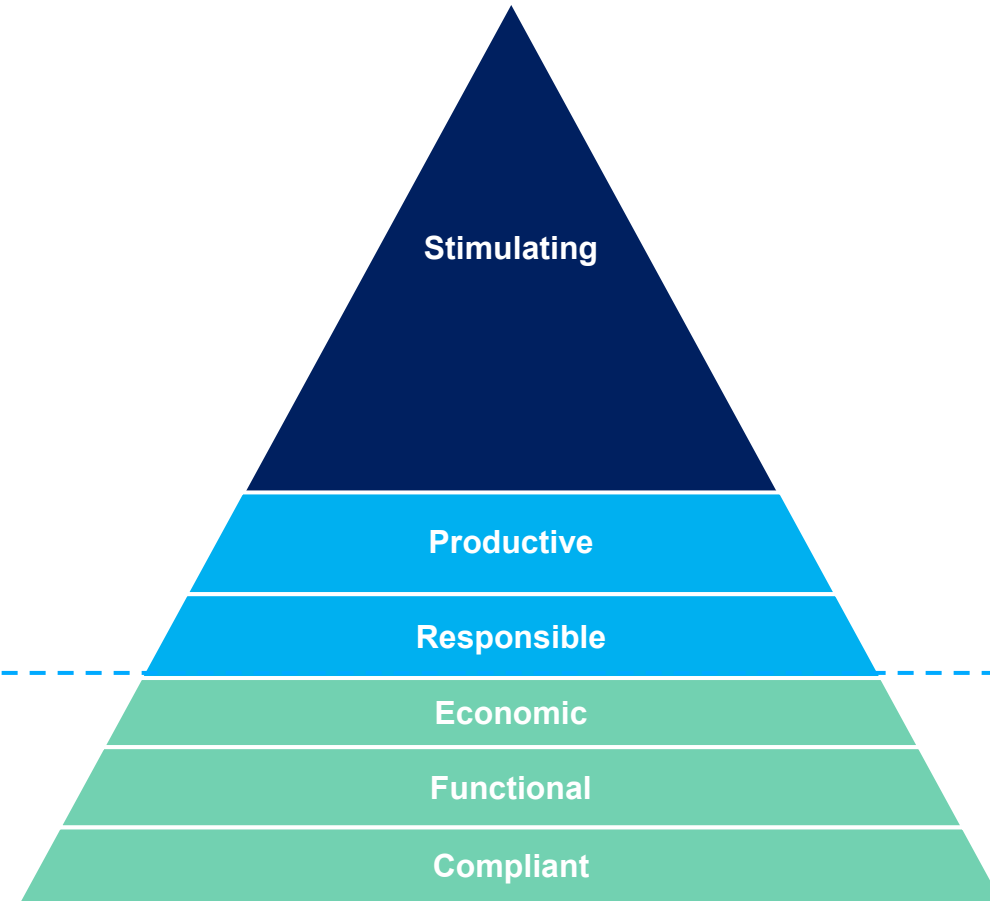 Stimulating
Productive
Responsible
Economic
Functional
Compliant